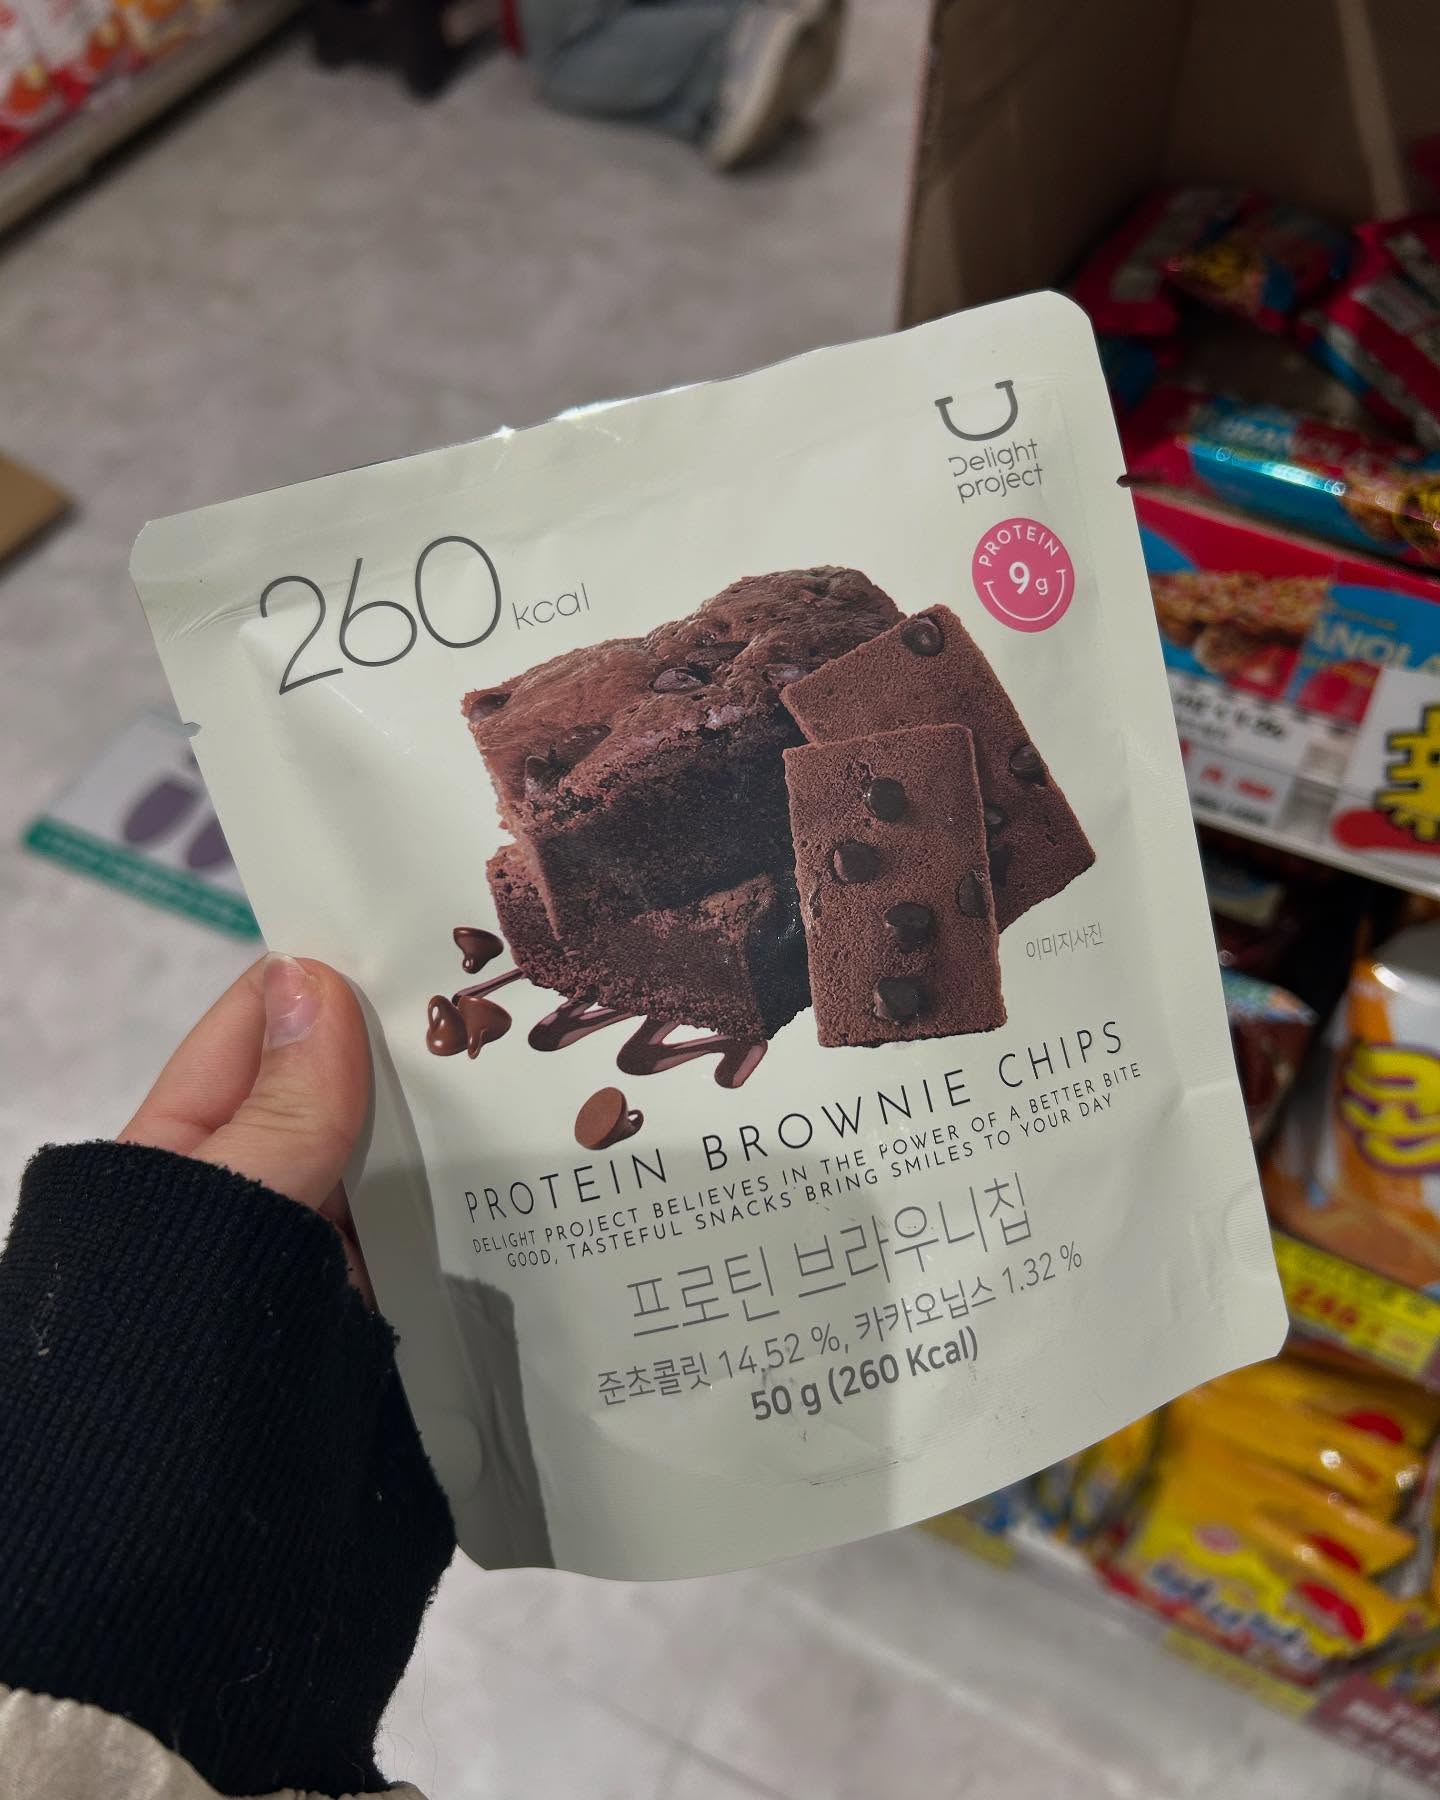 Delight
project
PROTEIN
9g
260 kcal
이미지사진
PROTEIN BROWNIE CHIPS
DELIGHT PROJECT BELIEVES IN THE POWER OF A BETTER BITE
GOOD, TASTEFUL SNACKS BRING SMILES TO YOUR DAY
프로틴 브라우니칩
준초콜릿 14.52 %, 카카오닙스 1.32 %
50 g (260 Kcal)